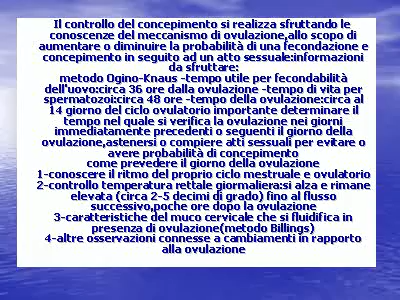 Il controllo del concepimento si realizza sfruttando le
conoscenze del meccanismo di ovulazione,allo scopo di
aumentare o diminuire la probabilità di una fecondazione e
concepimento in seguito ad un atto sessuale:informazioni
da sfruttare:
metodo Ogino-Knaus -tempo utile per fecondabilità
dell'uovo:circa 36 ore dalla ovulazione -tempo di vita per
spermatozoi:circa 48 ore -tempo della ovulazione:circa al
14 giorno del ciclo ovulatorio importante determinare il
tempo nel quale si verifica la ovulazione nei giorni
immediatamente precedenti o seguenti il giorno della
ovulazione,astenersi o compiere atti sessuali per evitare o
avere probabilità di concepimento
come prevedere il giorno della ovulazione
1-conoscere il ritmo del proprio ciclo mestruale e ovulatorio
2-controllo temperatura rettale giornaliera:si alza e rimane
elevata (circa 2-5 decimi di grado) fino al flusso
successivo,poche ore dopo la ovulazione
3-caratteristiche del muco cervicale che si fluidifica in
presenza di ovulazione(metodo Billings)
4-altre osservazioni connesse a cambiamenti in rapporto
alla ovulazione